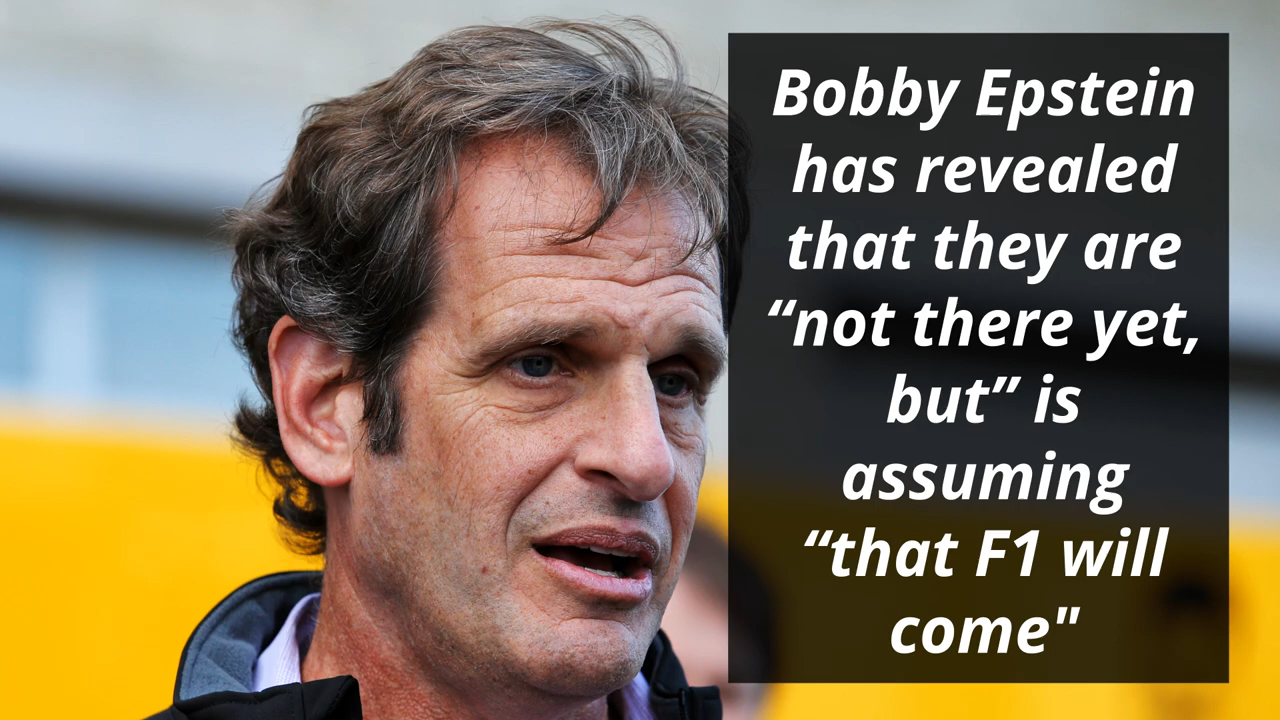 Bobby Epstein
has revealed
that they are
“not there yet,
but” is
assuming
“that F1 will
come"